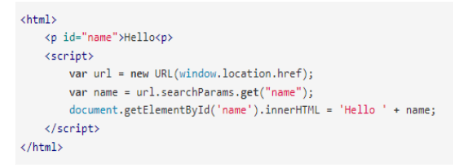 <html>
<p id="name">Hello<p>
<script>
var url = new URL(window.location.href);
var name = url.searchParams.get("name");
document.getElementById('name').innerHTML = 'Hello ' + name;
</script>
</html>